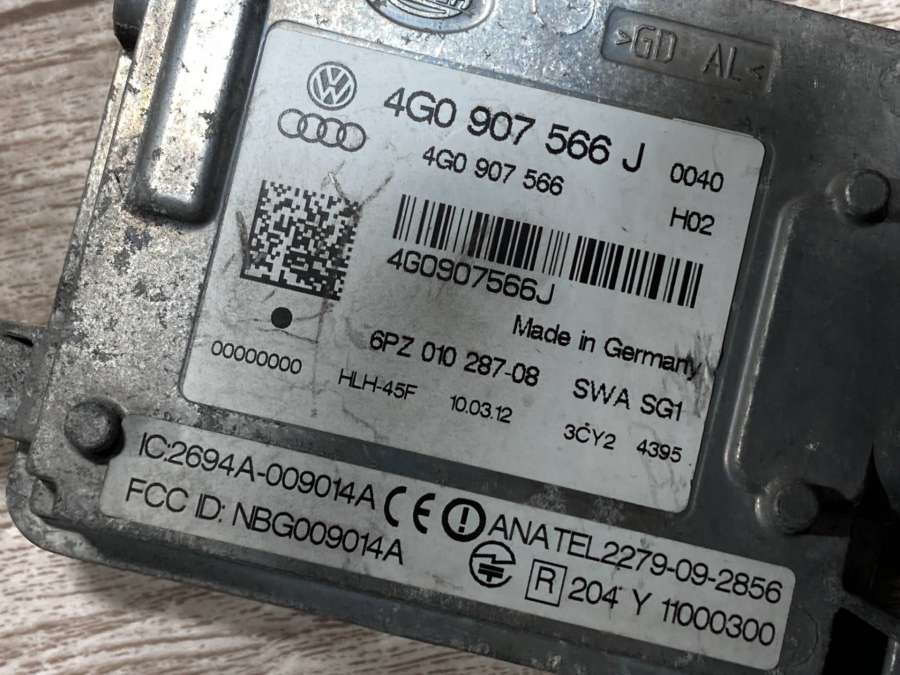 >GD AL<
4G0 907 566 J 0040
4G0 907 566 H02
4G0907566J
Made in Germany
6PZ 010 287-08 SWA SG1
00000000 HLH-45F 10.03.12 3CY2 4395
IC:2694A-009014A CE ANATEL2279-09-2856
FCC ID: NBG009014A R 204 Y 11000300